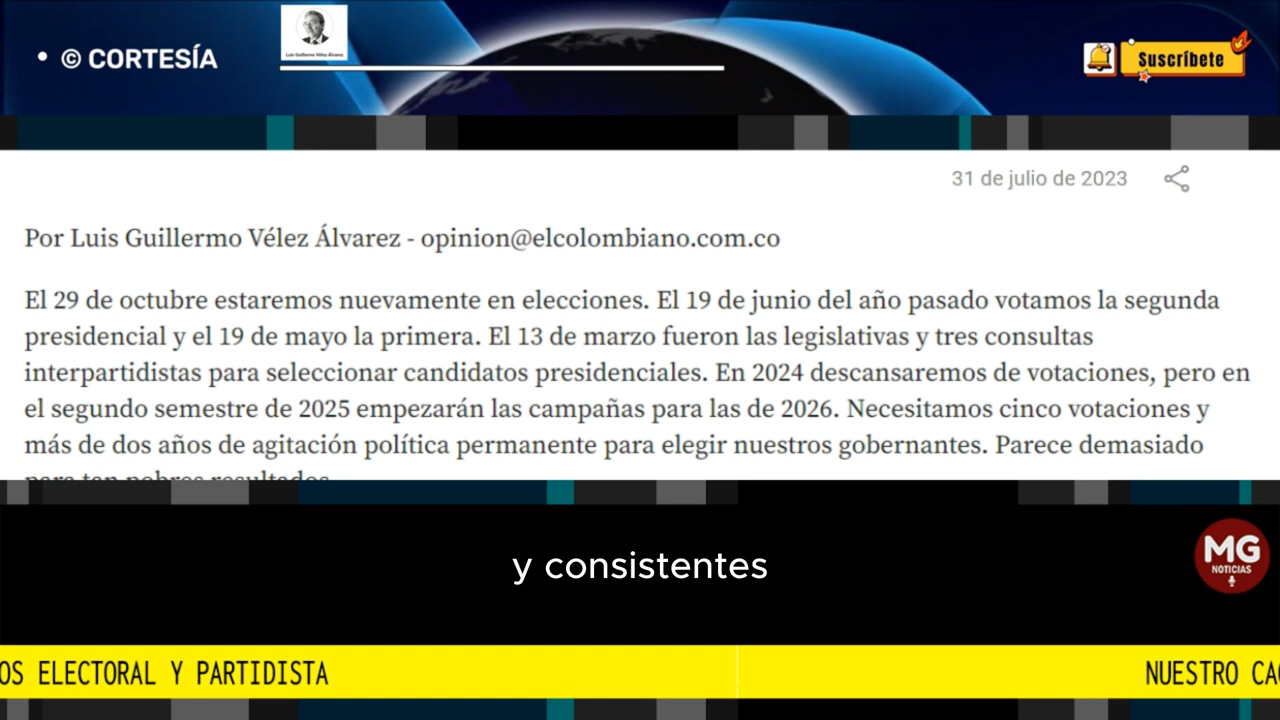 • © CORTESÍA
Luis Guillermo Vélez Álvarez
Suscríbete
31 de julio de 2023
Por Luis Guillermo Vélez Álvarez - opinion@elcolombiano.com.co
El 29 de octubre estaremos nuevamente en elecciones. El 19 de junio del año pasado votamos la segunda
presidencial y el 19 de mayo la primera. El 13 de marzo fueron las legislativas y tres consultas
interpartidistas para seleccionar candidatos presidenciales. En 2024 descansaremos de votaciones, pero en
el segundo semestre de 2025 empezarán las campañas para las de 2026. Necesitamos cinco votaciones y
más de dos años de agitación política permanente para elegir nuestros gobernantes. Parece demasiado
para tan pobres resultados.
y consistentes
MG
NOTICIAS
OS ELECTORAL Y PARTIDISTA
NUESTRO CAO